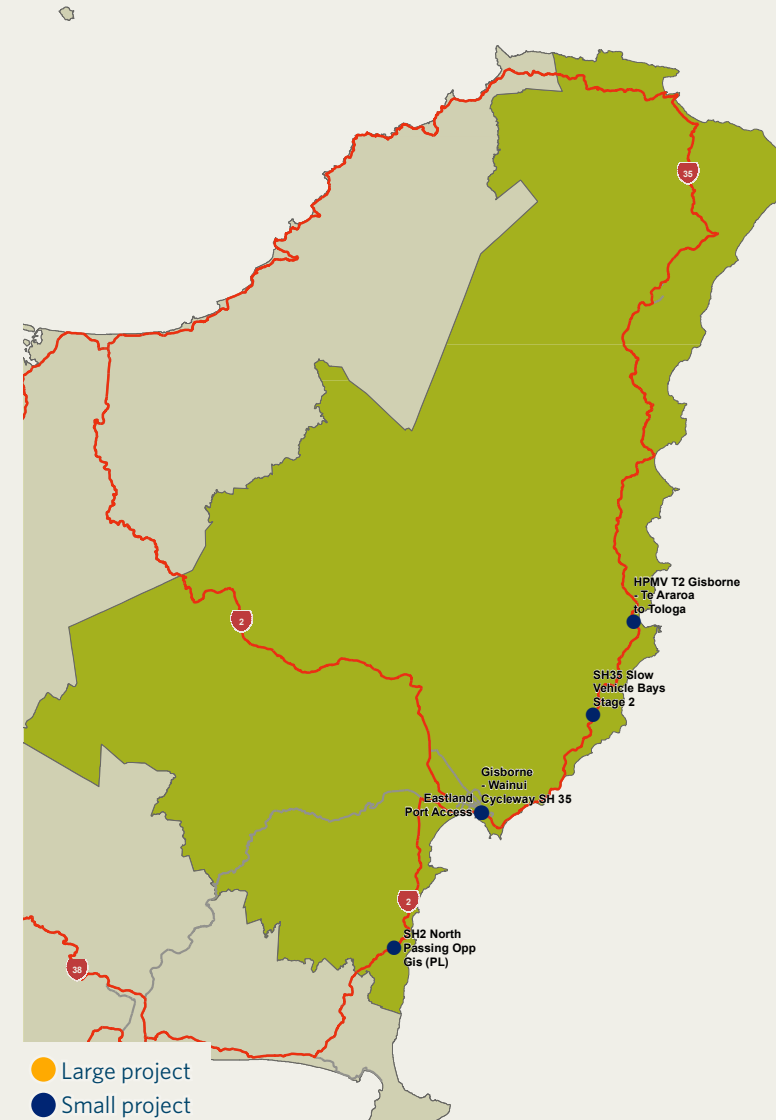 35
HPMV T2 Gisborne
- Te Araroa
to Tologa
2
SH35 Slow
Vehicle Bays
Stage 2
Gisborne
- Wainui
Cycleway SH 35
Eastland
Port Access
2
SH2 North
Passing Opp
Gis (PL)
38
Large project
Small project